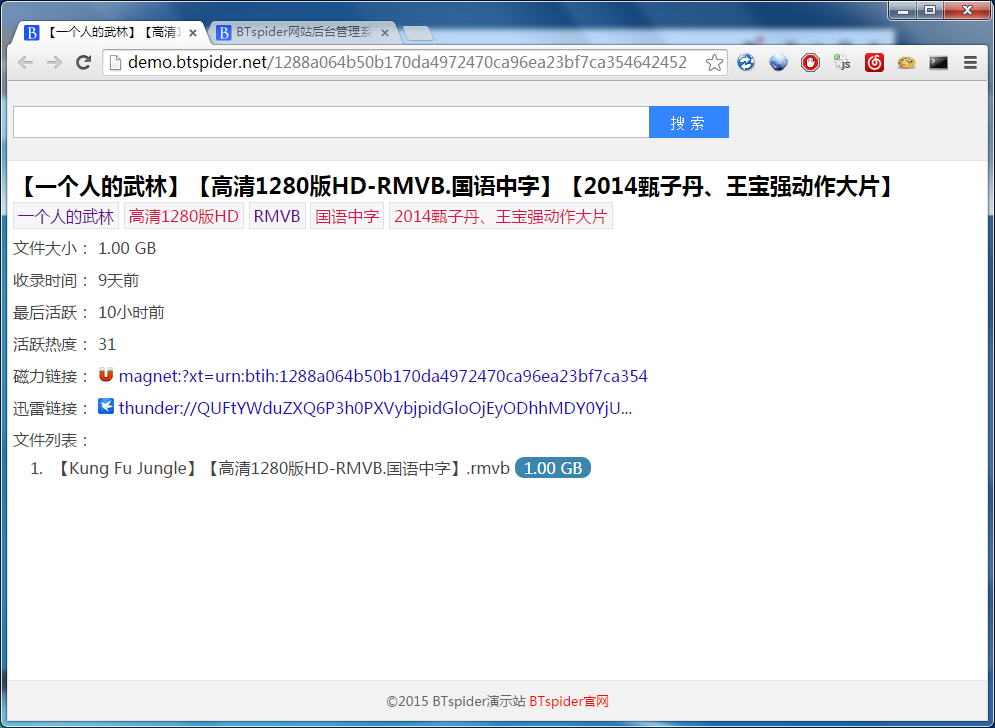 【一个人的武林】【高清1
BTspider网站后台管理系
demo.btspider.net/1288a064b50b170da4972470ca96ea23bf7ca354642452
js
搜 索
【一个人的武林】【高清1280版HD-RMVB.国语中字】【2014甄子丹、王宝强动作大片】
一个人的武林 高清1280版HD RMVB 国语中字 2014甄子丹、王宝强动作大片
文件大小： 1.00 GB
收录时间： 9天前
最后活跃： 10小时前
活跃热度： 31
磁力链接： magnet:?xt=urn:btih:1288a064b50b170da4972470ca96ea23bf7ca354
迅雷链接： thunder://QUFtYWduZXQ6P3h0PXVybjpidGloOjEyODhhMDY0YjU...
文件列表：
1. 【Kung Fu Jungle】【高清1280版HD-RMVB.国语中字】.rmvb 1.00 GB
©2015 BTspider演示站 BTspider官网